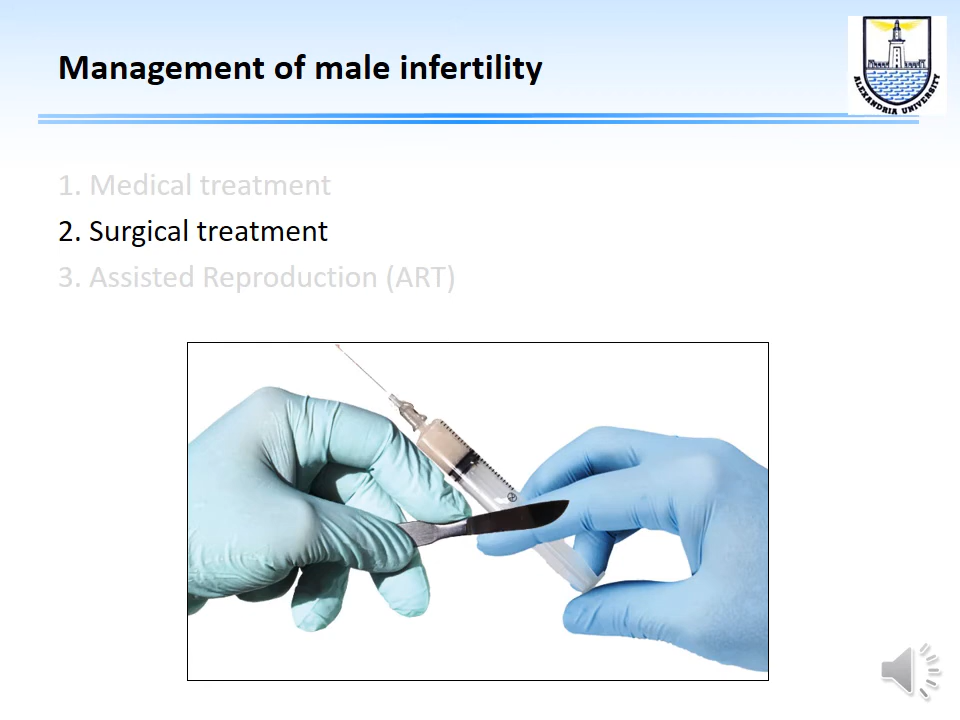 Management of male infertility
ALEXANDRIA UNIVERSITY
1. Medical treatment
2. Surgical treatment
3. Assisted Reproduction (ART)